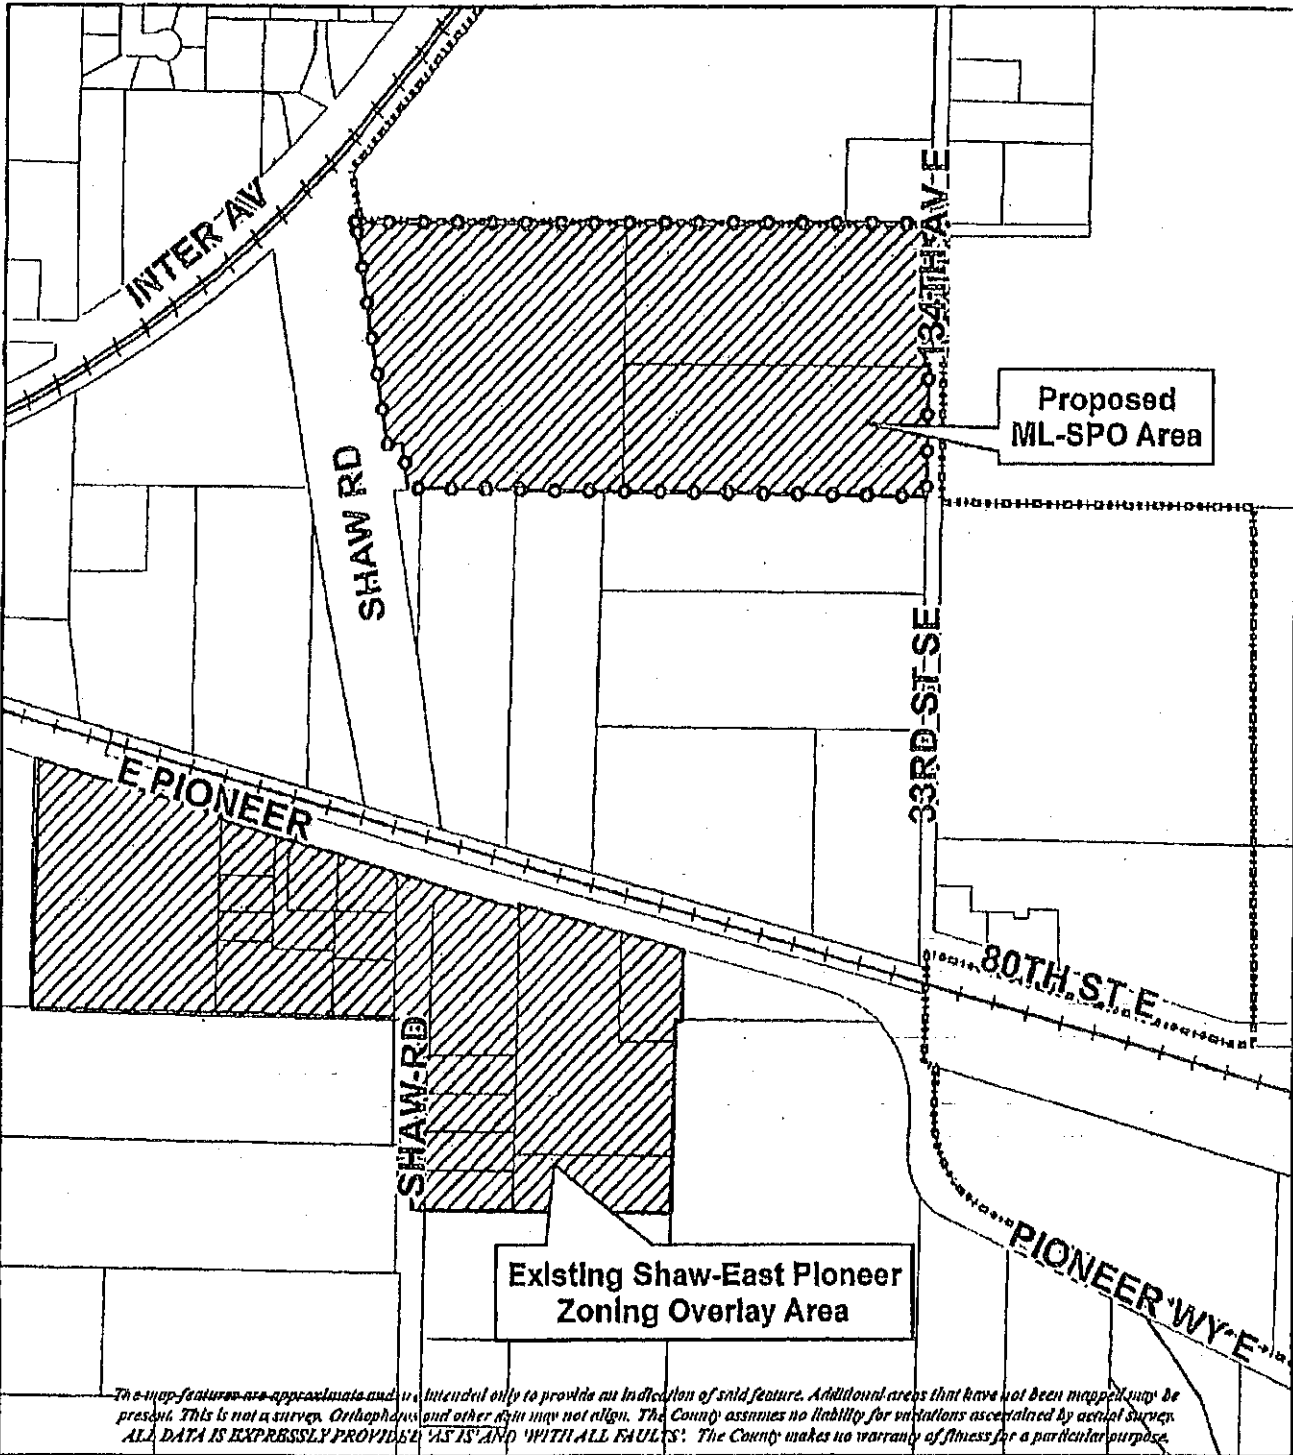 INTER AV
134TH AV E
Proposed
ML-SPO Area
SHAW RD
33RD ST SE
E PIONEER
80TH ST E
SHAW RD
Existing Shaw-East Pioneer
Zoning Overlay Area
PIONEER WY E
The map features are approximate and intended only to provide an indication of said feature. Additional areas that have not been mapped may be
present. This is not a survey. Orthophotos and other data may not align. The County assumes no liability for variations ascertained by actual survey.
ALL DATA IS EXPRESSLY PROVIDED 'AS IS' AND 'WITH ALL FAULTS'. The County makes no warranty of fitness for a particular purpose.